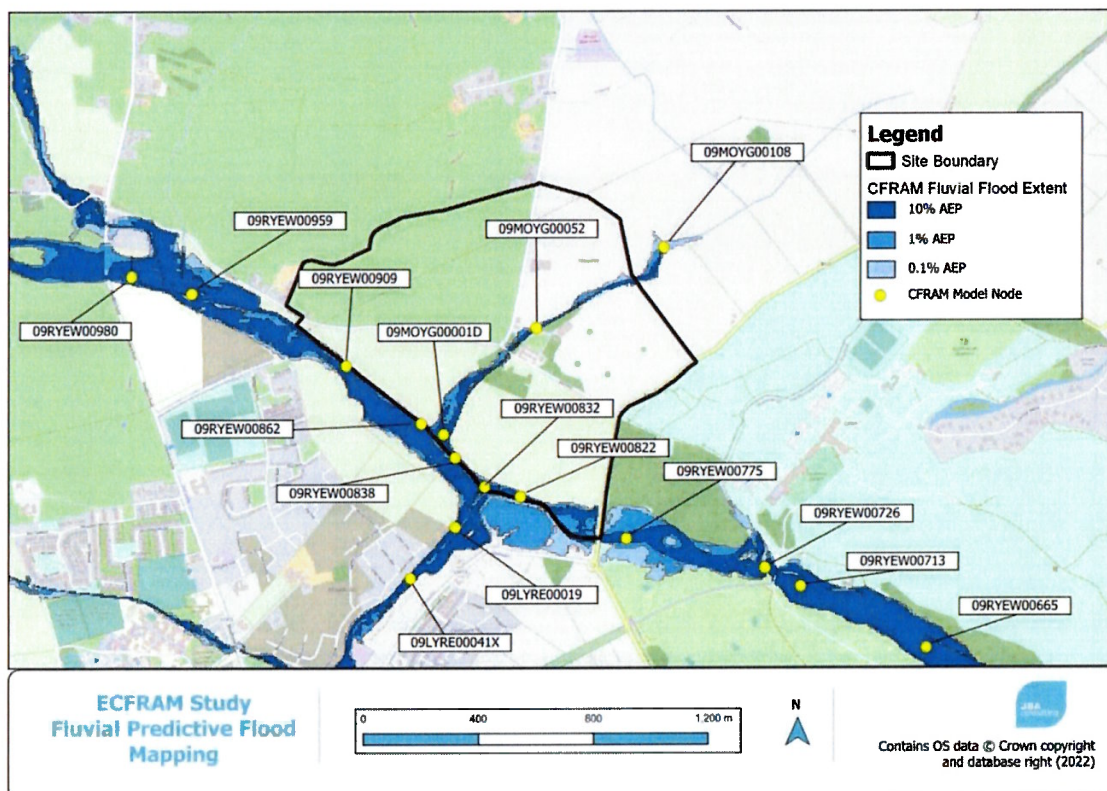 09MOYG00108
Legend
Site Boundary
CFRAM Fluvial Flood Extent
10% AEP
1% AEP
0.1% AEP
CFRAM Model Node
09RYEW00959
09MOYG00052
09RYEW00909
09RYEW00980
09MOYG00001D
09RYEW00832
09RYEW00862
09RYEW00822
09RYEW00775
09RYEW00838
09RYEW00726
09RYEW00713
09LYRE00019
09RYEW00665
09LYRE00041X
ECFRAM Study
Fluvial Predictive Flood
Mapping
0 400 800 1,200 m
N
JBA
consulting
Contains OS data © Crown copyright
and database right (2022)